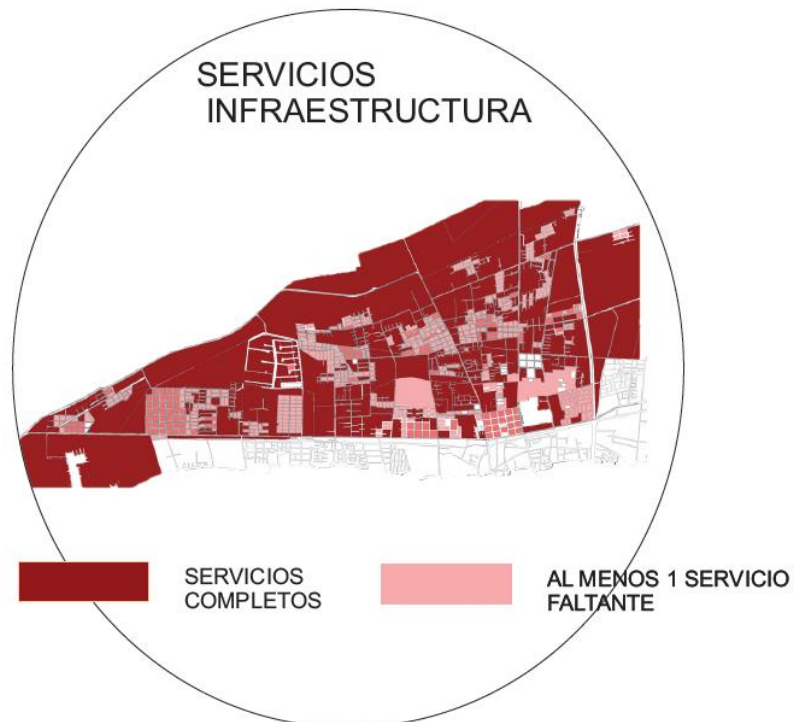 SERVICIOS
INFRAESTRUCTURA
SERVICIOS
COMPLETOS
AL MENOS 1 SERVICIO
FALTANTE